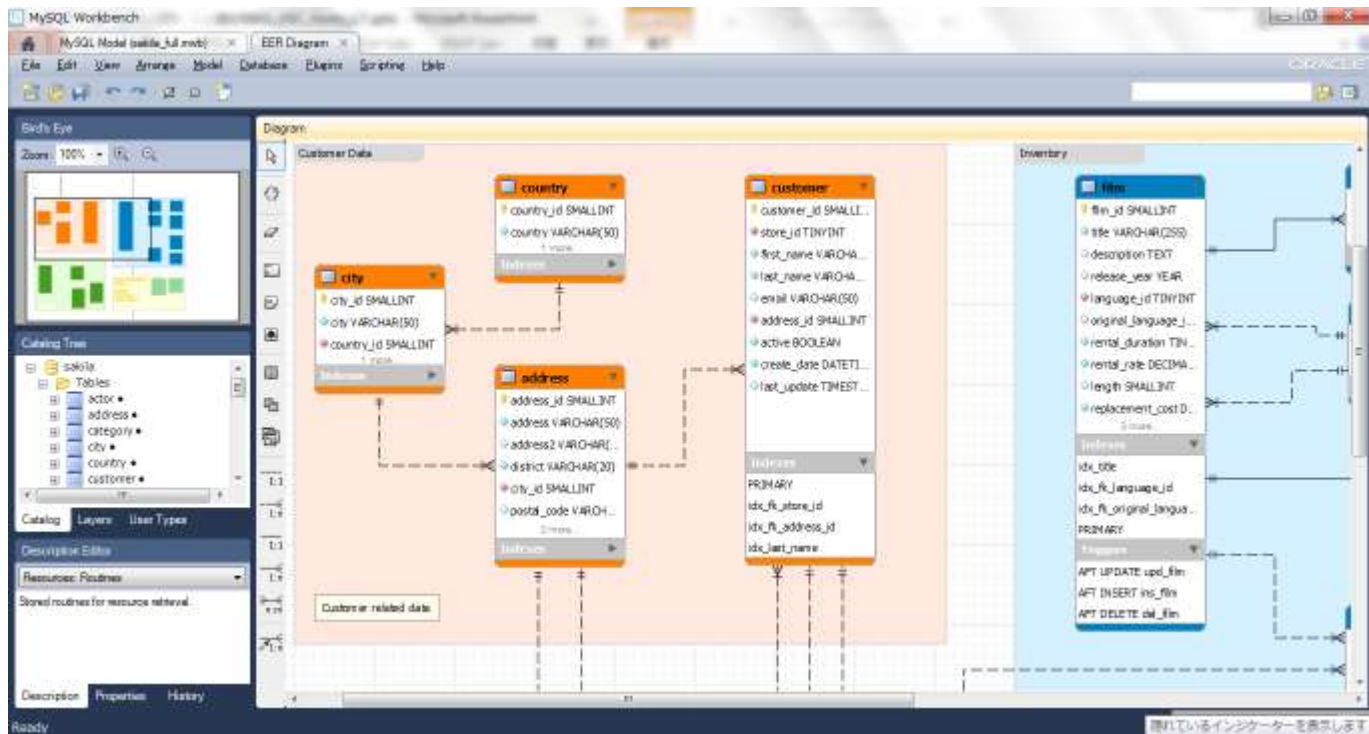 MySQL Workbench
MySQL Model (sakila_full.mwb) ×
EER Diagram ×
File Edit View Arrange Model Database Plugins Scripting Help
ORACLE
Bird's Eye
Zoom: 100%
Diagram
Customer Data
country
country_id SMALLINT
country VARCHAR(50)
1 more...
Indexes
city
city_id SMALLINT
city VARCHAR(50)
country_id SMALLINT
1 more...
Indexes
address
address_id SMALLINT
address VARCHAR(50)
address2 VARCHAR(...
district VARCHAR(20)
city_id SMALLINT
postal_code VARCH...
2 more...
Indexes
customer
customer_id SMALLI...
store_id TINYINT
first_name VARCHA...
last_name VARCHA...
email VARCHAR(50)
address_id SMALLINT
active BOOLEAN
create_date DATETI...
last_update TIMEST...
Indexes
PRIMARY
idx_fk_store_id
idx_fk_address_id
idx_last_name
Customer related data
Inventory
film
film_id SMALLINT
title VARCHAR(255)
description TEXT
release_year YEAR
language_id TINYINT
original_language_i...
rental_duration TIN...
rental_rate DECIMA...
length SMALLINT
replacement_cost D...
3 more...
Indexes
idx_title
idx_fk_language_id
idx_fk_original_langua...
PRIMARY
Triggers
AFT UPDATE upd_film
AFT INSERT ins_film
AFT DELETE del_film
Catalog Tree
sakila
Tables
actor
address
category
city
country
customer
Catalog Layers User Types
Description Editor
Resources: Routines
Stored routines for resource retrieval.
Description Properties History
1:1
1:n
1:1
1:n
n:m
1:n
Ready
隠れているインジケーターを表示します